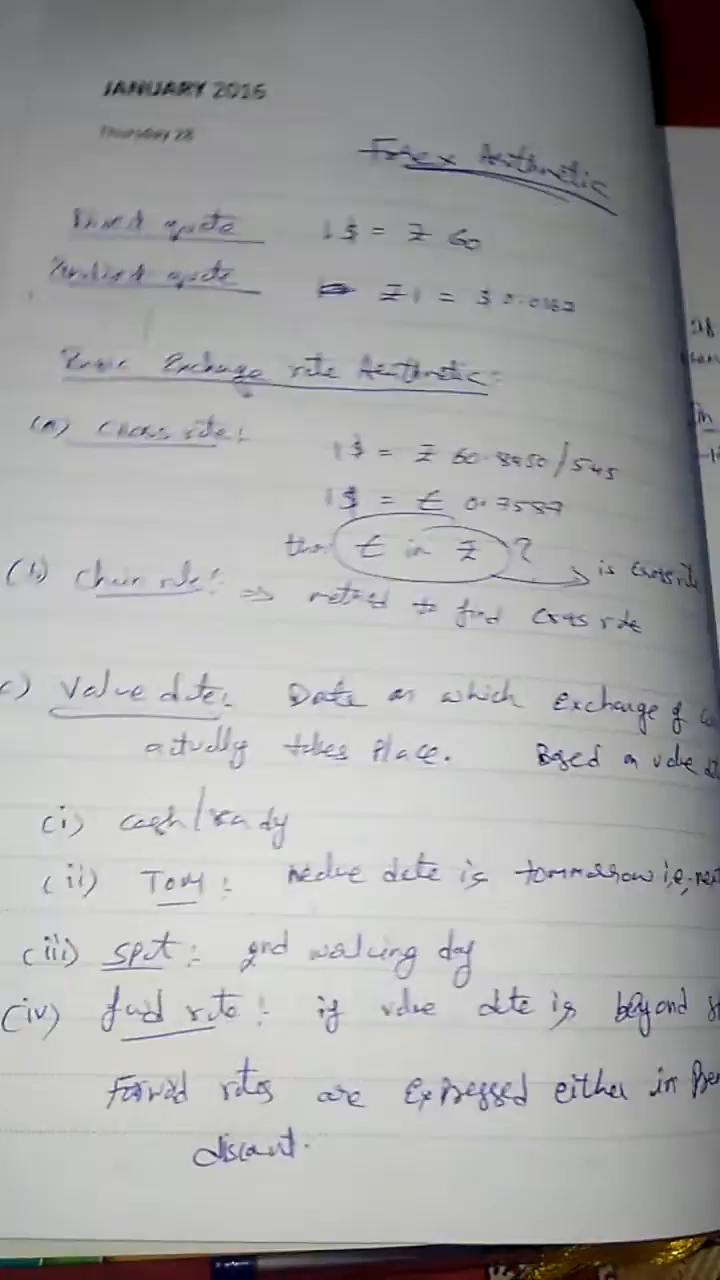 JANUARY 2016
Thursday 28
Forex Arithmetic
Direct quote 1$ = ₹ 60
Indirect quote ₹1 = $ 0.0167
Basic Exchange rate Arithmetic:
(a) Cross rate: 1$ = ₹ 60.8450/545
1$ = £ 0.7587
then £ in ₹ ? is cross rate
(b) Chain rule: ⇒ method to find cross rate
c) Value date: Date on which exchange of
actually takes place. Based on value
(i) cash/ready
(ii) TOM: value date is tommorrow i,e,
(iii) spot: 2nd working day
(iv) fwd rate: if value date is beyond
Forward rates are Expressed either in
discount.